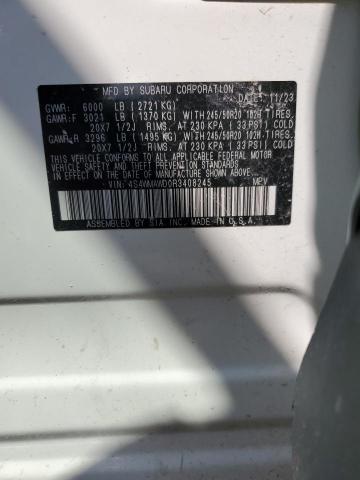 MFD BY SUBARU CORPORATION
DATE: 11/23
GVWR: 6000 LB (2721 KG)
GAWR:F 3021 LB (1370 KG) WITH 245/50R20 102H TIRES,
20X7 1/2J RIMS, AT 230 KPA (33 PSI) COLD
GAWR:R 3296 LB (1495 KG) WITH 245/50R20 102H TIRES,
20X7 1/2J RIMS, AT 230 KPA (33 PSI) COLD
THIS VEHICLE CONFORMS TO ALL APPLICABLE
FEDERAL MOTOR VEHICLE SAFETY, BUMPER, AND
THEFT PREVENTION STANDARDS IN EFFECT ON THE
DATE OF MANUFACTURE SHOWN ABOVE.
VIN: 4S4WMAWD0R3408245 MPV
ASSEMBLED BY SIA INC. MADE IN U.S.A.